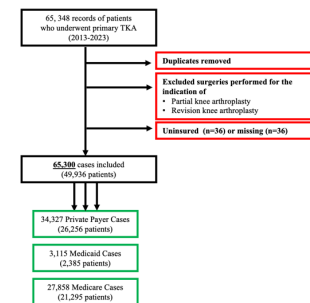 65, 348 records of patients
who underwent primary TKA
(2013-2023)
Duplicates removed
Excluded surgeries performed for the
indication of
• Partial knee arthroplasty
• Revision knee arthroplasty
Uninsured (n=36) or missing (n=36)
65,300 cases included
(49,936 patients)
34,327 Private Payer Cases
(26,256 patients)
3,115 Medicaid Cases
(2,385 patients)
27,858 Medicare Cases
(21,295 patients)